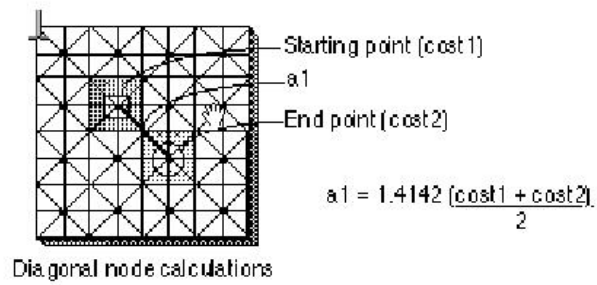 Starting point (cost1)
a1
End point (cost2)
a1 = 1.4142 (cost1 + cost2)
2
Diagonal node calculations